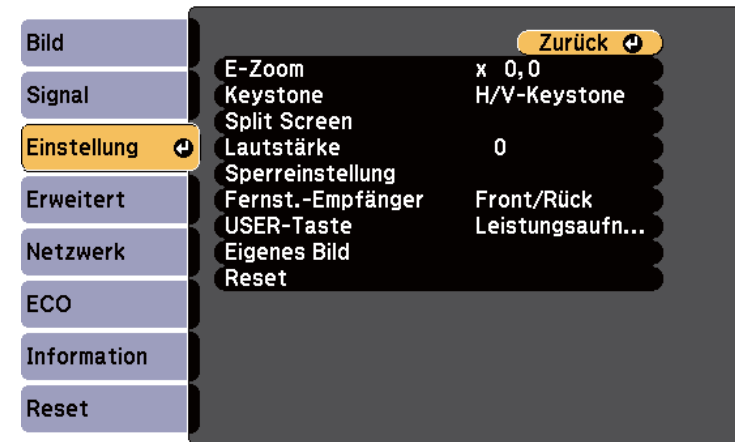 Bild
Signal
Einstellung
Erweitert
Netzwerk
ECO
Information
Reset
Zurück
E-Zoom x 0,0
Keystone H/V-Keystone
Split Screen
Lautstärke 0
Sperreinstellung
Fernst.-Empfänger Front/Rück
USER-Taste Leistungsaufn...
Eigenes Bild
Reset